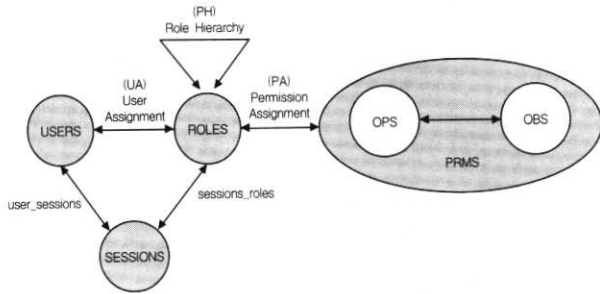 (PH)
Role Hierarchy
(UA)
User
Assignment
(PA)
Permission
Assignment
USERS
ROLES
OPS
OBS
PRMS
user_sessions
sessions_roles
SESSIONS